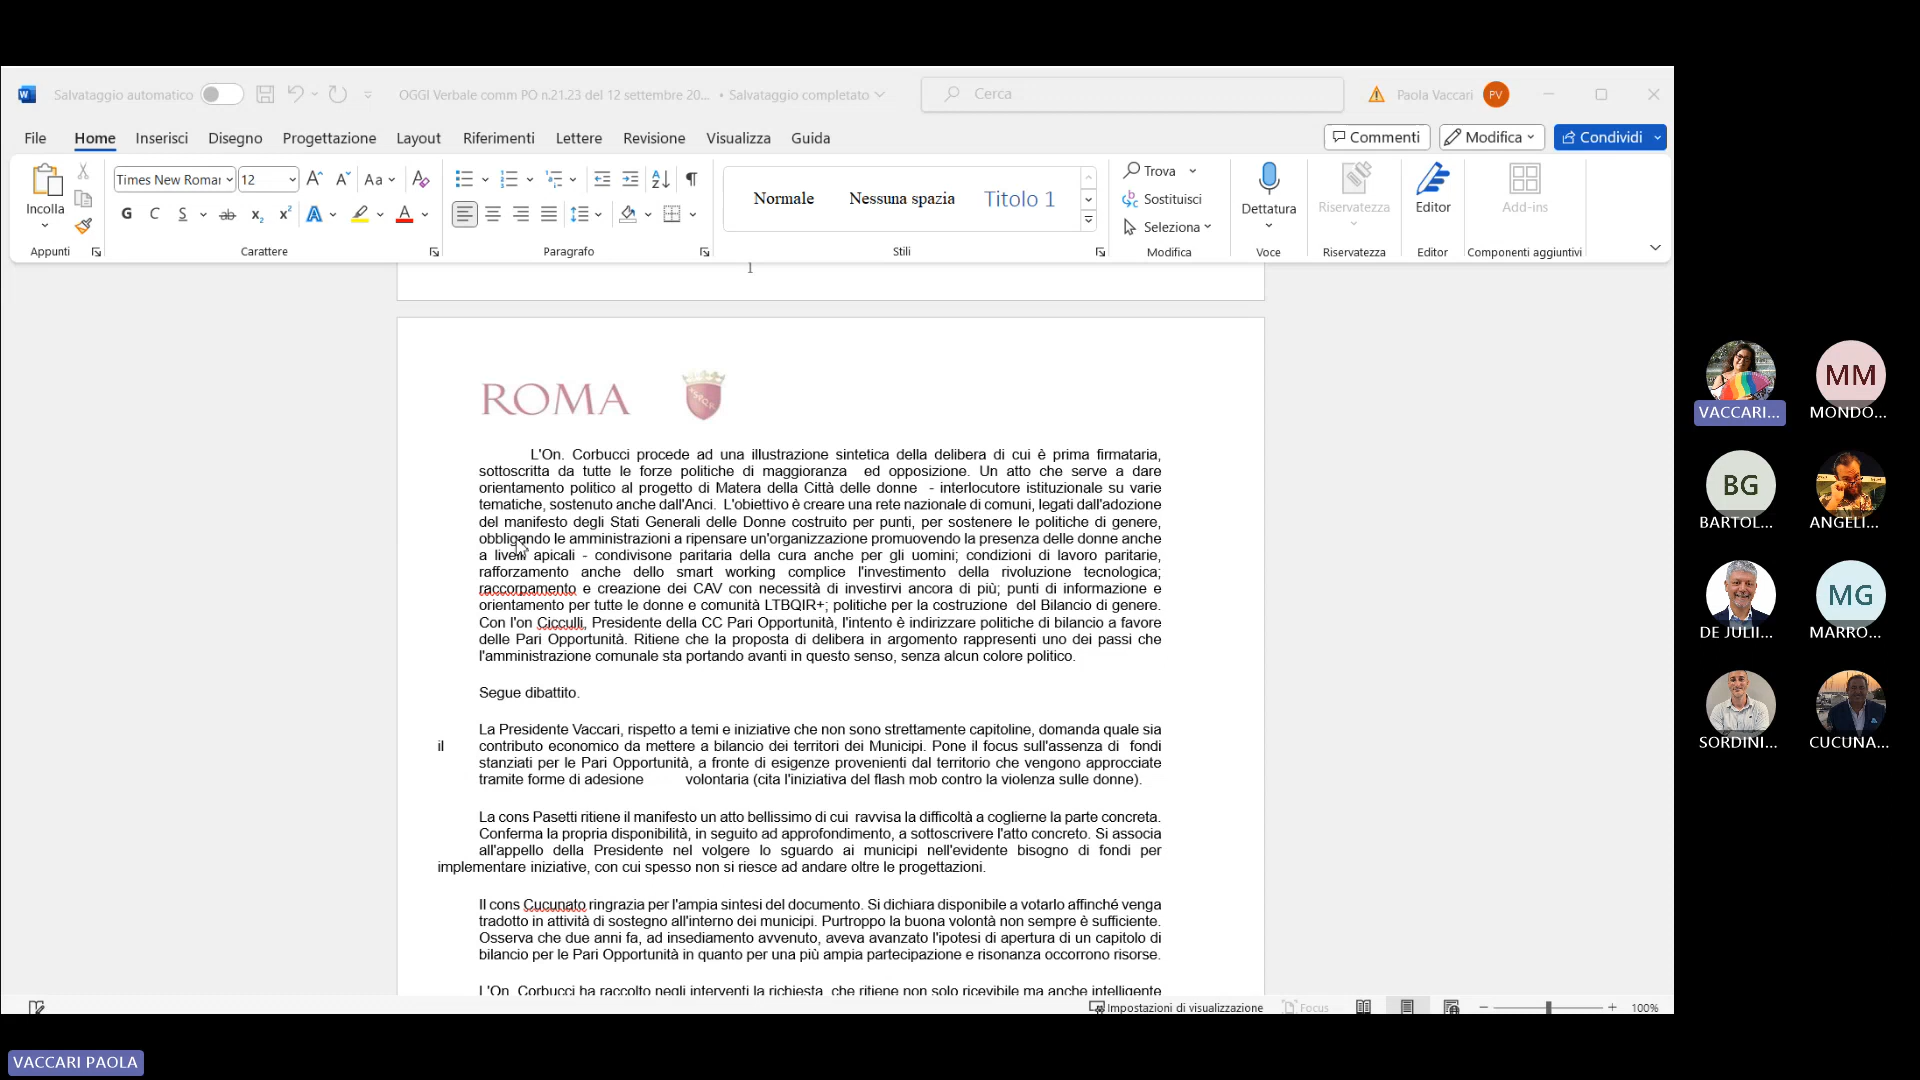 Salvataggio automatico
OGGI Verbale comm PO n.21.23 del 12 settembre 20... • Salvataggio completato
Cerca
Paola Vaccari
PV
File
Home
Inserisci
Disegno
Progettazione
Layout
Riferimenti
Lettere
Revisione
Visualizza
Guida
Commenti
Modifica
Condividi
Incolla
Appunti
Times New Romar
12
Carattere
Paragrafo
Normale
Nessuna spazia
Titolo 1
Stili
Trova
Sostituisci
Seleziona
Modifica
Dettatura
Voce
Riservatezza
Riservatezza
Editor
Editor
Add-ins
Componenti aggiuntivi
1
ROMA
L'On. Corbucci procede ad una illustrazione sintetica della delibera di cui è prima firmataria,
sottoscritta da tutte le forze politiche di maggioranza ed opposizione. Un atto che serve a dare
orientamento politico al progetto di Matera della Città delle donne - interlocutore istituzionale su varie
tematiche, sostenuto anche dall'Anci. L'obiettivo è creare una rete nazionale di comuni, legati dall'adozione
del manifesto degli Stati Generali delle Donne costruito per punti, per sostenere le politiche di genere,
obbligando le amministrazioni a ripensare un'organizzazione promuovendo la presenza delle donne anche
a livelli apicali - condivisone paritaria della cura anche per gli uomini; condizioni di lavoro paritarie,
rafforzamento anche dello smart working complice l'investimento della rivoluzione tecnologica;
raccorpamento e creazione dei CAV con necessità di investirvi ancora di più; punti di informazione e
orientamento per tutte le donne e comunità LTBQIR+; politiche per la costruzione del Bilancio di genere.
Con l'on Cicculli, Presidente della CC Pari Opportunità, l'intento è indirizzare politiche di bilancio a favore
delle Pari Opportunità. Ritiene che la proposta di delibera in argomento rappresenti uno dei passi che
l'amministrazione comunale sta portando avanti in questo senso, senza alcun colore politico.
Segue dibattito.
La Presidente Vaccari, rispetto a temi e iniziative che non sono strettamente capitoline, domanda quale sia
il contributo economico da mettere a bilancio dei territori dei Municipi. Pone il focus sull'assenza di fondi
stanziati per le Pari Opportunità, a fronte di esigenze provenienti dal territorio che vengono approcciate
tramite forme di adesione volontaria (cita l'iniziativa del flash mob contro la violenza sulle donne).
La cons Pasetti ritiene il manifesto un atto bellissimo di cui ravvisa la difficoltà a coglierne la parte concreta.
Conferma la propria disponibilità, in seguito ad approfondimento, a sottoscrivere l'atto concreto. Si associa
all'appello della Presidente nel volgere lo sguardo ai municipi nell'evidente bisogno di fondi per
implementare iniziative, con cui spesso non si riesce ad andare oltre le progettazioni.
Il cons Cucunato ringrazia per l'ampia sintesi del documento. Si dichiara disponibile a votarlo affinché venga
tradotto in attività di sostegno all'interno dei municipi. Purtroppo la buona volontà non sempre è sufficiente.
Osserva che due anni fa, ad insediamento avvenuto, aveva avanzato l'ipotesi di apertura di un capitolo di
bilancio per le Pari Opportunità in quanto per una più ampia partecipazione e risonanza occorrono risorse.
L'On. Corbucci ha raccolto negli interventi la richiesta, che ritiene non solo ricevibile ma anche intelligente
Impostazioni di visualizzazione
Focus
100%
VACCARI...
MM
MONDO...
BG
BARTOL...
ANGELI...
DE JULII...
MG
MARRO...
SORDINI...
CUCUNA...
VACCARI PAOLA